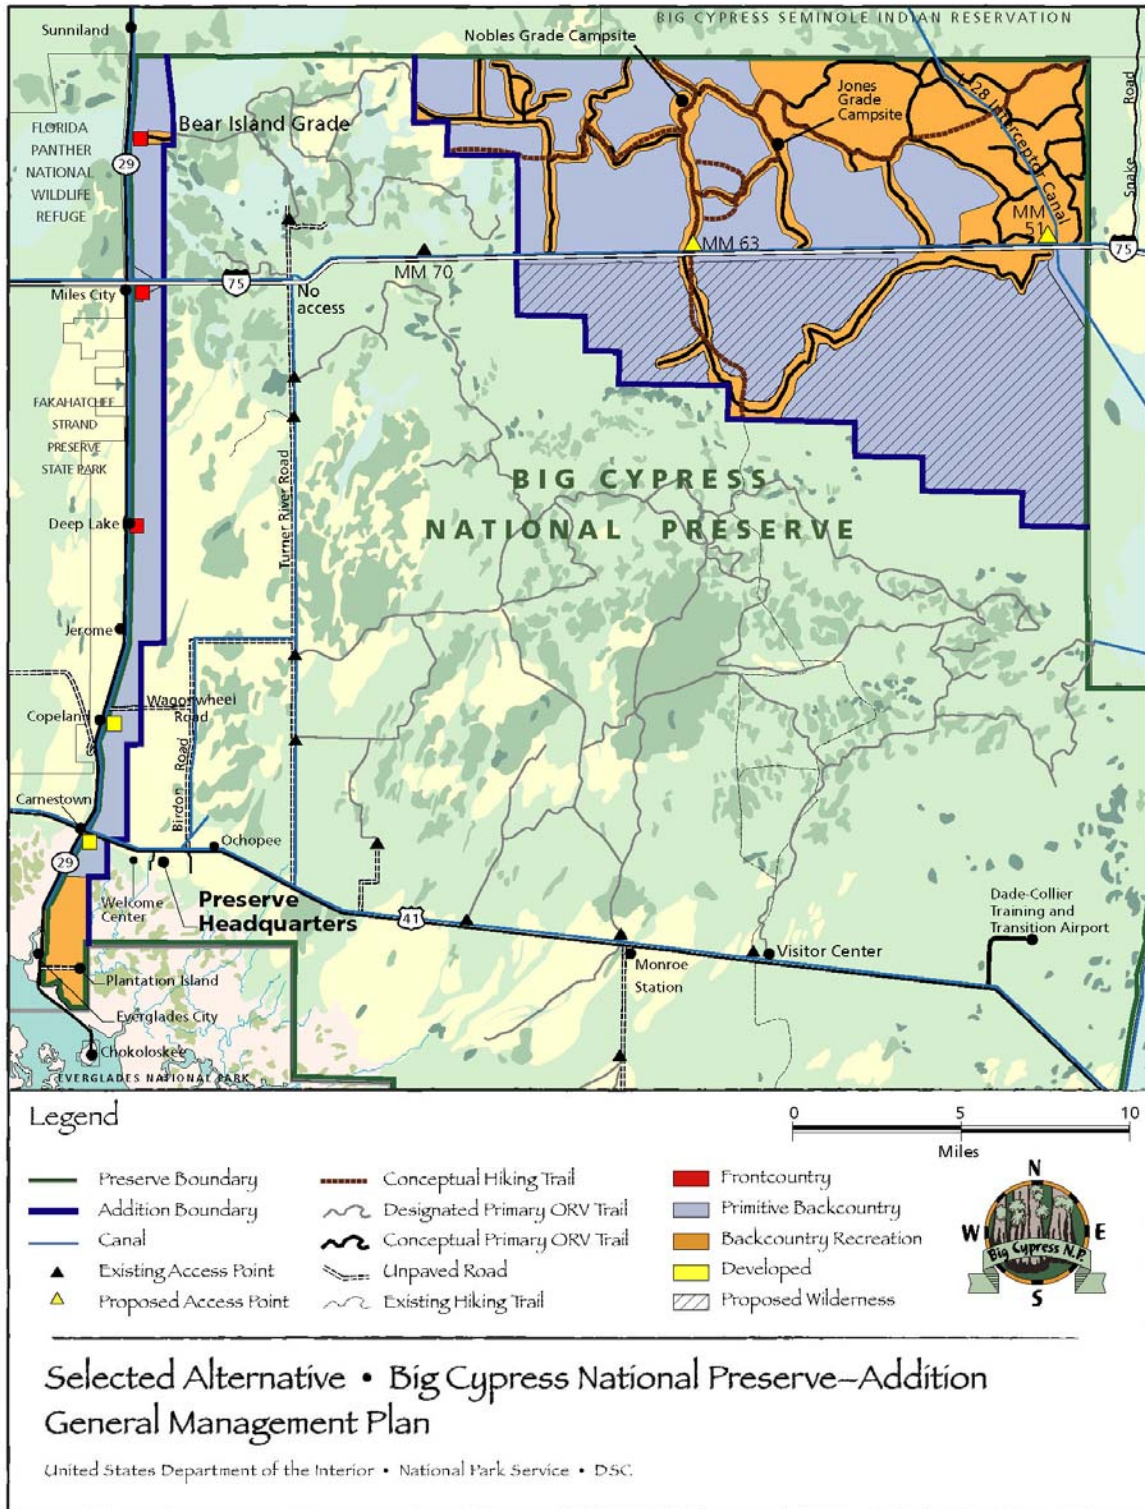 BIG CYPRESS SEMINOLE INDIAN RESERVATION
Sunniland
Nobles Grade Campsite
L-28 Interceptor Canal
Snake Road
Jones
Grade
Campsite
Bear Island Grade
FLORIDA
PANTHER
NATIONAL
WILDLIFE
REFUGE
29
MM
51
MM 63
75
MM 70
75
Miles City
No
access
FAKAHATCHEE
STRAND
PRESERVE
STATE PARK
Turner River Road
BIG CYPRESS
NATIONAL PRESERVE
Deep Lake
Jerome
Wagonwheel
Road
Copeland
Birdon Road
Carnestown
Ochopee
29
Welcome
Center
Preserve
Headquarters
41
Dade-Collier
Training and
Transition Airport
Visitor Center
Monroe
Station
Plantation Island
Everglades City
Chokoloskee
EVERGLADES NATIONAL PARK
Legend
0 5 10
Miles
Preserve Boundary
Addition Boundary
Canal
Existing Access Point
Proposed Access Point
Conceptual Hiking Trail
Designated Primary ORV Trail
Conceptual Primary ORV Trail
Unpaved Road
Existing Hiking Trail
Frontcountry
Primitive Backcountry
Backcountry Recreation
Developed
Proposed Wilderness
N
W E
Big Cypress N.P.
S
Selected Alternative • Big Cypress National Preserve–Addition
General Management Plan
United States Department of the Interior • National Park Service • DSC